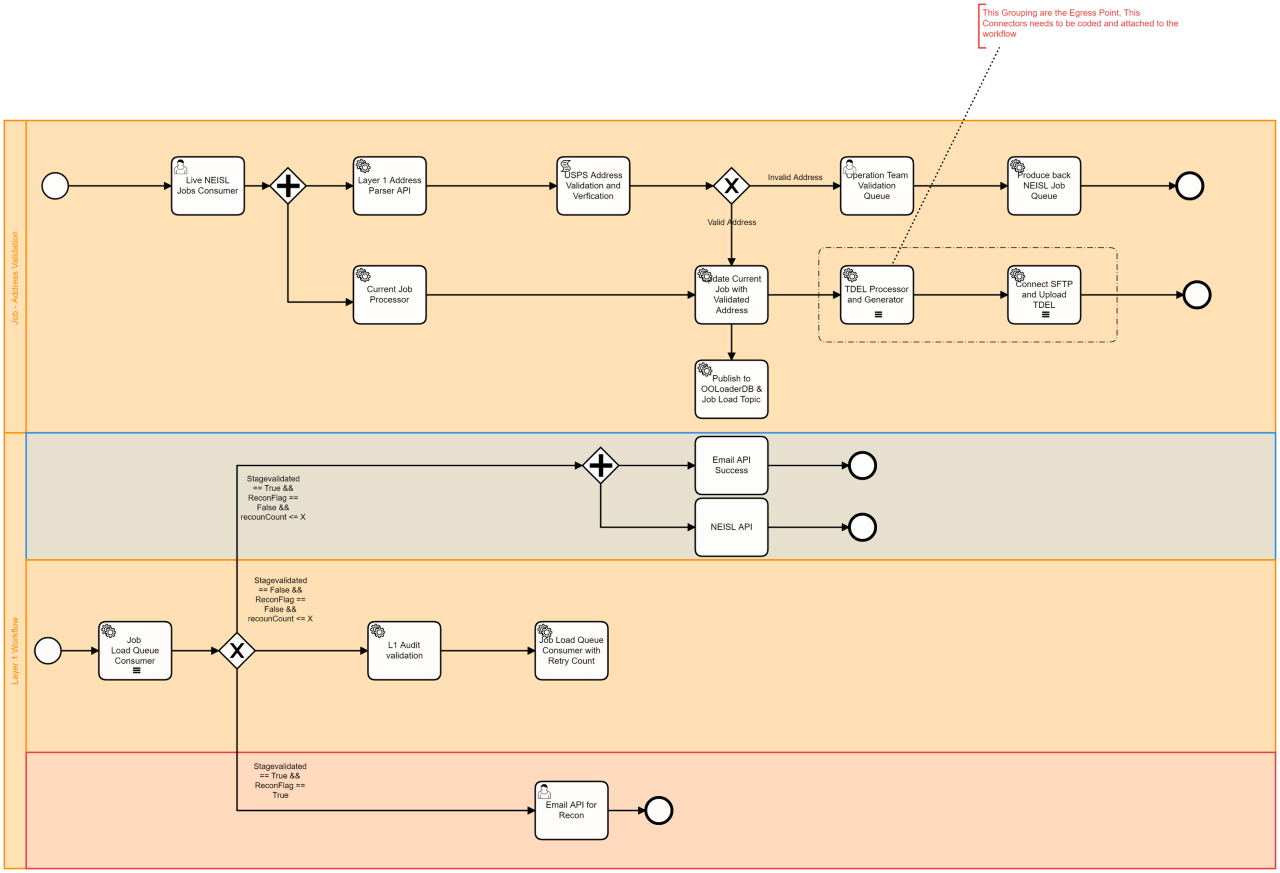 This Grouping are the Egress Point, This
Connectors needs to be coded and attached to the
workflow
Job - Address Validation
Live NEISL
Jobs Consumer
Layer 1 Address
Parser API
USPS Address
Validation and
Verfication
Invalid Address
Valid Address
Operation Team
Validation
Queue
Produce back
NEISL Job
Queue
Current Job
Processor
Update Current
Job with
Validated
Address
TDEL Processor
and Generator
Connect SFTP
and Upload
TDEL
Publish to
OOLoaderDB &
Job Load Topic
Layer 1 Workflow
Stagevalidated
== True &&
ReconFlag ==
False &&
recounCount <= X
Email API
Success
NEISL API
Stagevalidated
== False &&
ReconFlag ==
False &&
recounCount <= X
Job
Load Queue
Consumer
L1 Audit
validation
Job Load Queue
Consumer with
Retry Count
Stagevalidated
== True &&
ReconFlag ==
True
Email API for
Recon